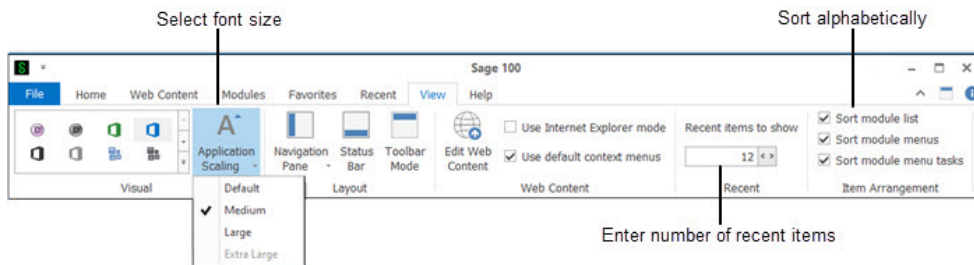 Select font size
Sort alphabetically
S
Sage 100
File Home Web Content Modules Favorites Recent View Help
A
Application Scaling
Navigation Pane
Status Bar
Toolbar Mode
Edit Web Content
Use Internet Explorer mode
Use default context menus
Recent items to show
12
Sort module list
Sort module menus
Sort module menu tasks
Visual
Layout
Web Content
Recent
Item Arrangement
Default
Medium
Large
Extra Large
Enter number of recent items